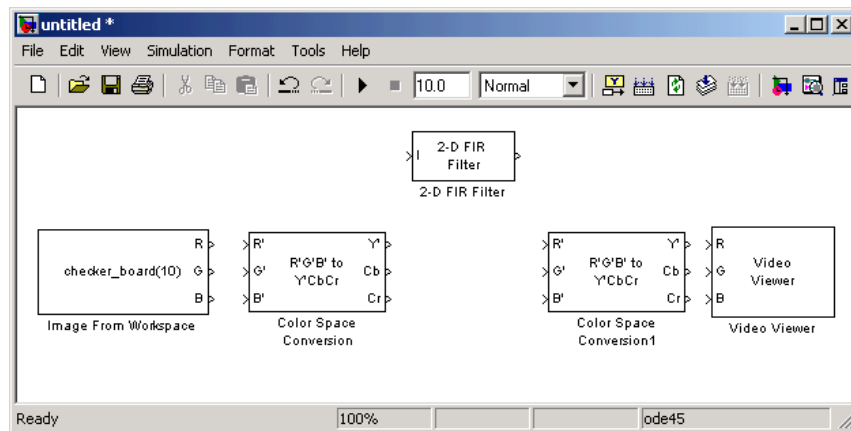 untitled *
File Edit View Simulation Format Tools Help
10.0 Normal
2-D FIR
Filter
I
2-D FIR Filter
checker_board(10)
R
G
B
Image From Workspace
R'
G'
B'
R'G'B' to
Y'CbCr
Y'
Cb
Cr
Color Space
Conversion
R'
G'
B'
R'G'B' to
Y'CbCr
Y'
Cb
Cr
Color Space
Conversion1
R
G
B
Video
Viewer
Video Viewer
Ready 100% ode45